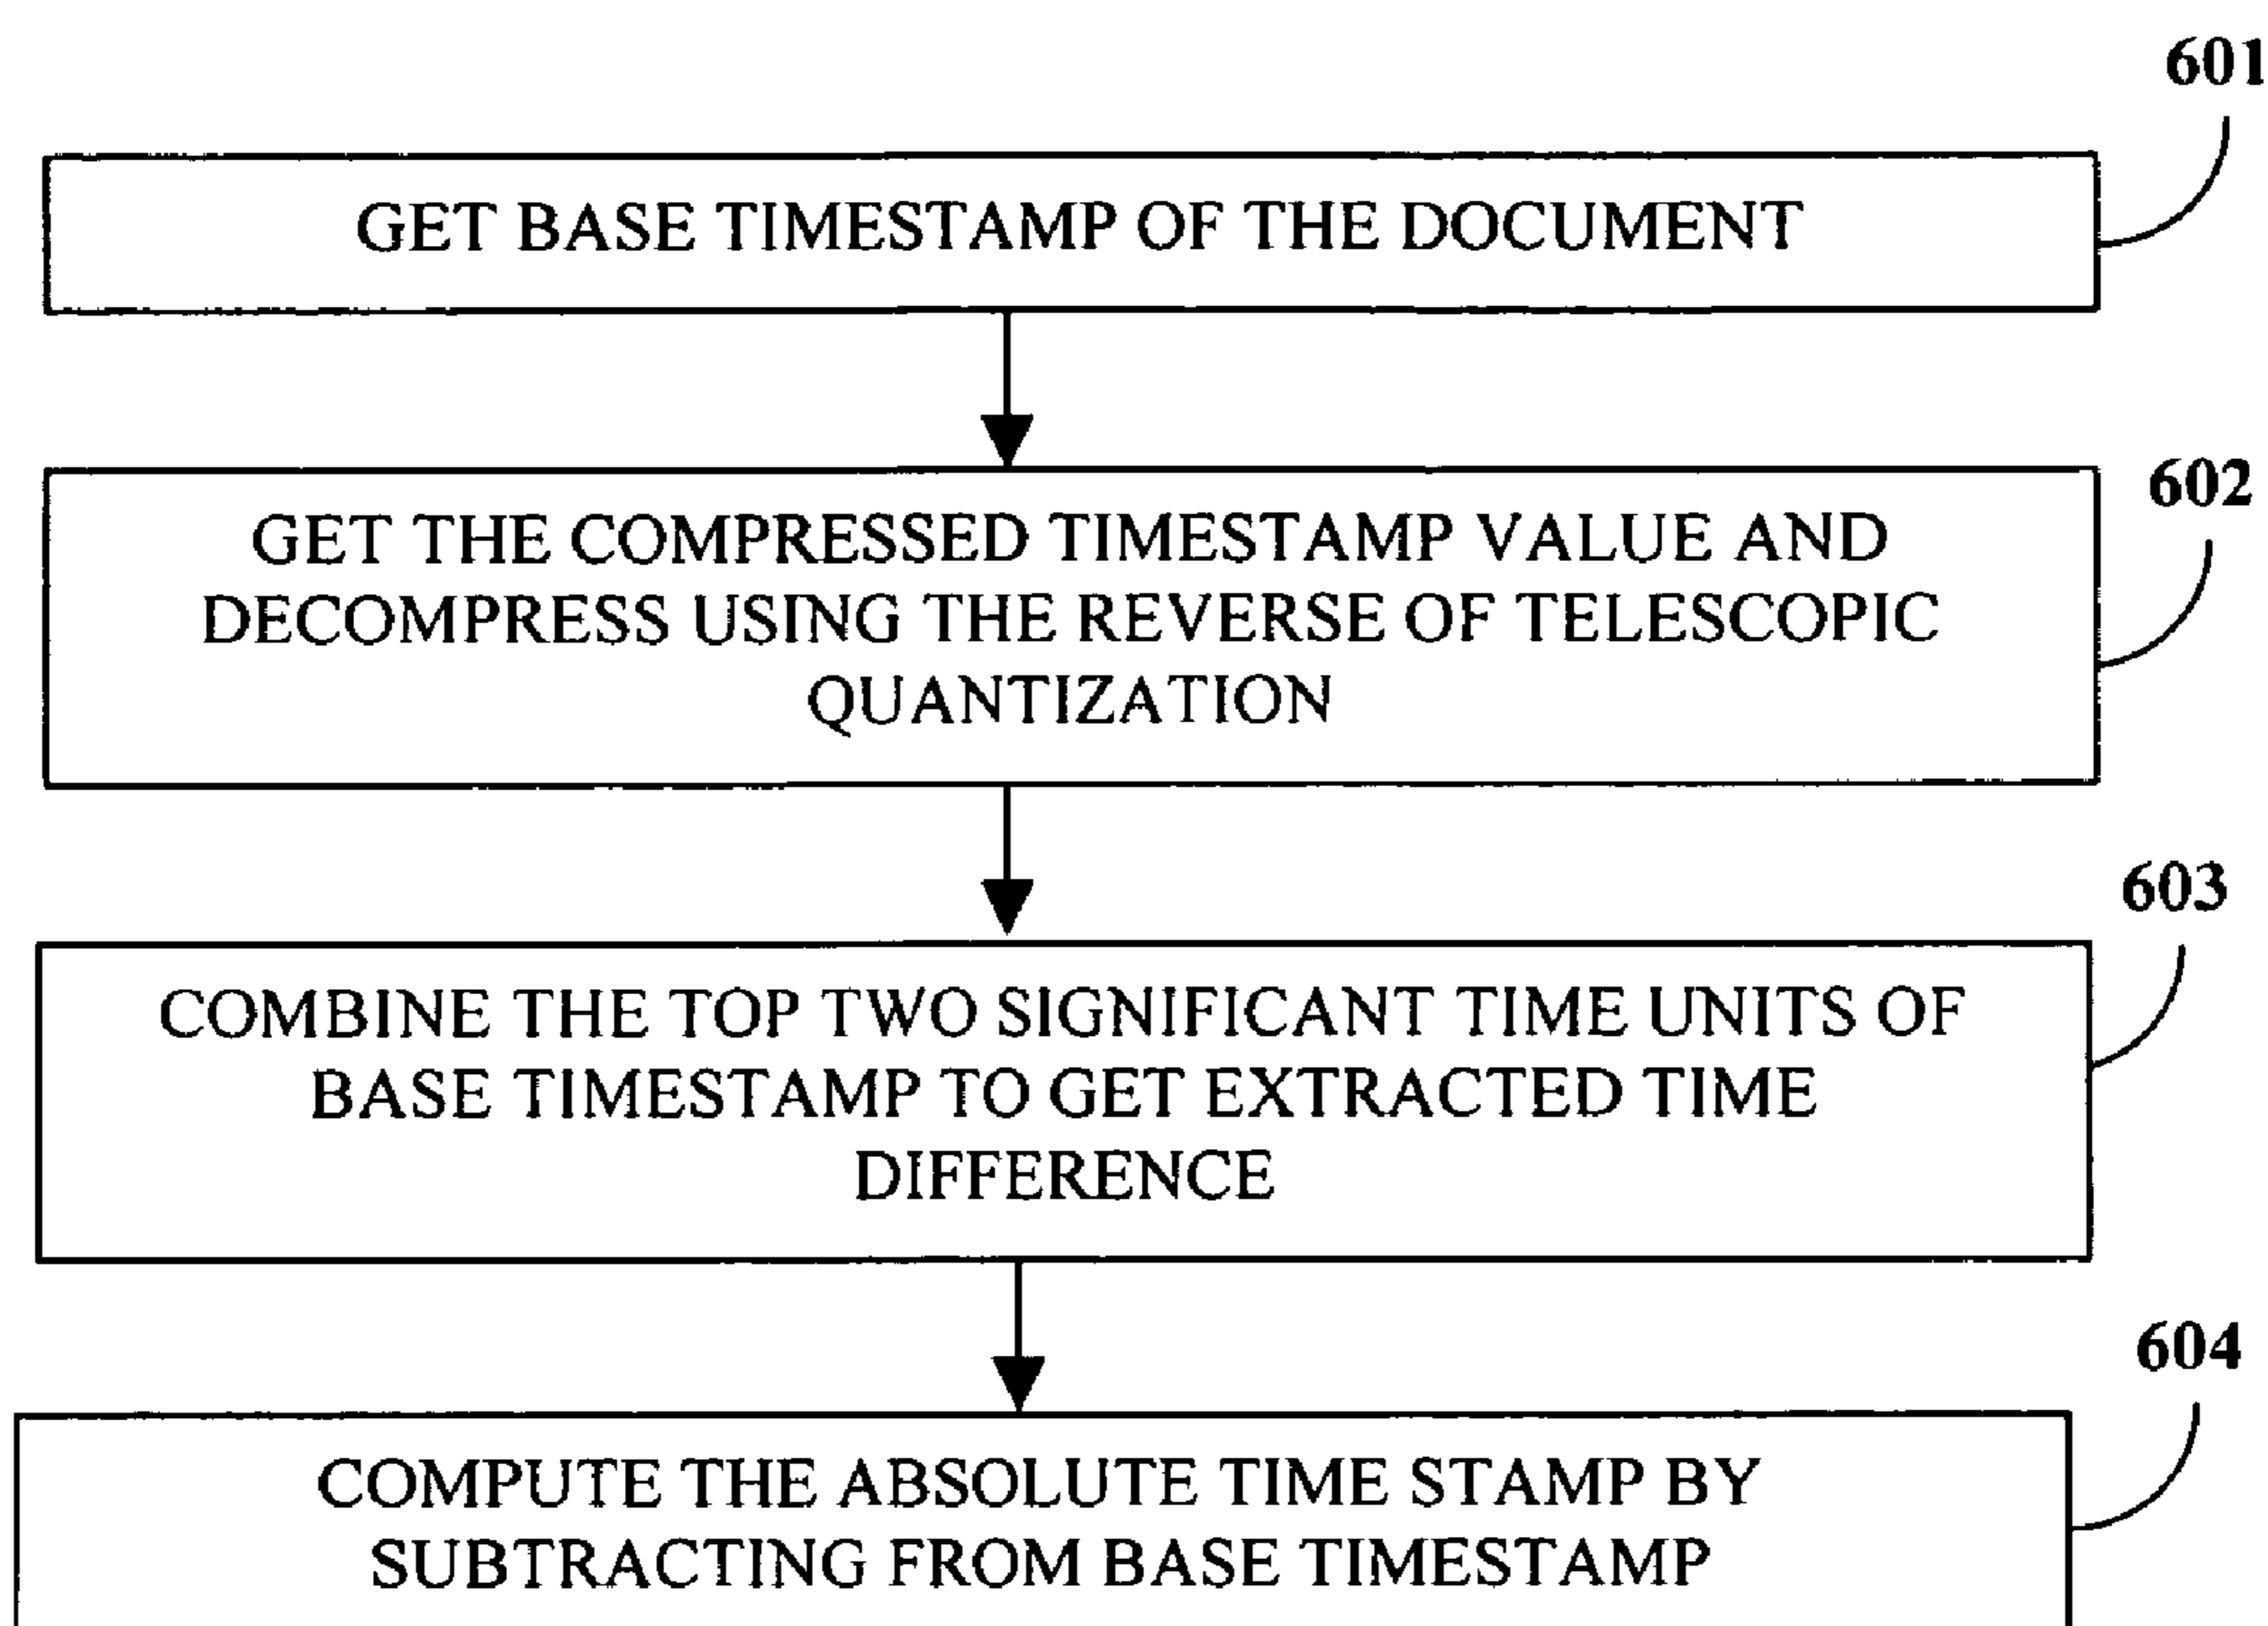 601
GET BASE TIMESTAMP OF THE DOCUMENT
602
GET THE COMPRESSED TIMESTAMP VALUE AND
DECOMPRESS USING THE REVERSE OF TELESCOPIC
QUANTIZATION
603
COMBINE THE TOP TWO SIGNIFICANT TIME UNITS OF
BASE TIMESTAMP TO GET EXTRACTED TIME
DIFFERENCE
604
COMPUTE THE ABSOLUTE TIME STAMP BY
SUBTRACTING FROM BASE TIMESTAMP